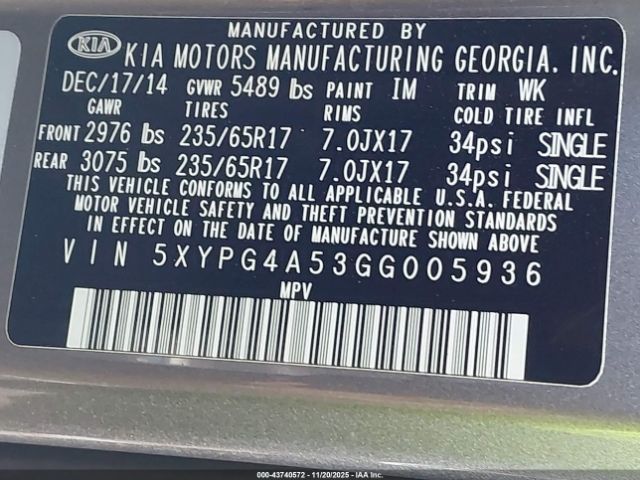 MANUFACTURED BY
KIA KIA MOTORS MANUFACTURING GEORGIA, INC.
DEC/17/14 GVWR 5489 lbs PAINT IM TRIM WK
GAWR TIRES RIMS COLD TIRE INFL
FRONT 2976 lbs 235/65R17 7.0JX17 34psi SINGLE
REAR 3075 lbs 235/65R17 7.0JX17 34psi SINGLE
THIS VEHICLE CONFORMS TO ALL APPLICABLE U.S.A. FEDERAL
MOTOR VEHICLE SAFETY AND THEFT PREVENTION STANDARDS
IN EFFECT ON THE DATE OF MANUFACTURE SHOWN ABOVE
VIN 5XYPG4A53GG005936
MPV
000-43740572 - 11/20/2025 - IAA Inc.